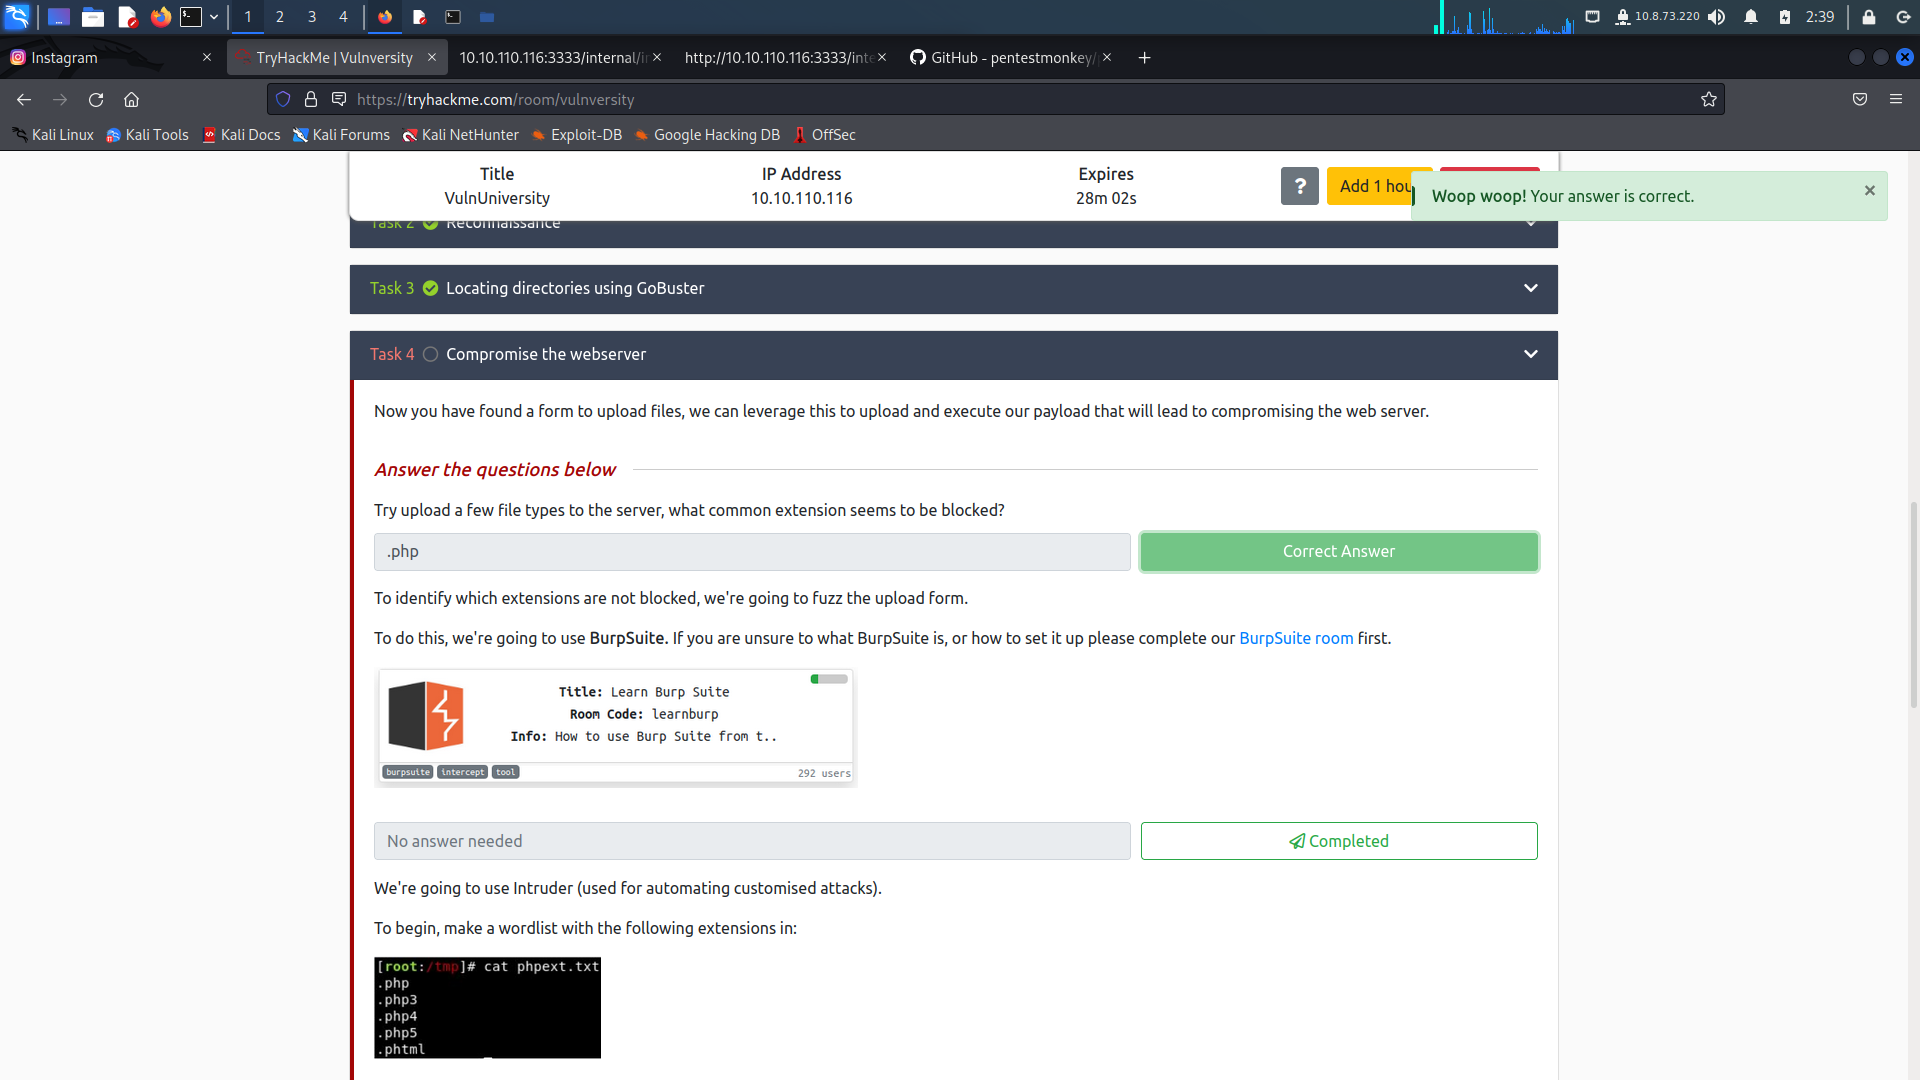 1 2 3 4
10.8.73.220
2:39
Instagram
TryHackMe | Vulnversity
10.10.110.116:3333/internal/i
http://10.10.110.116:3333/inte
GitHub - pentestmonkey/
https://tryhackme.com/room/vulnversity
Kali Linux Kali Tools Kali Docs Kali Forums Kali NetHunter Exploit-DB Google Hacking DB OffSec
Title IP Address Expires
VulnUniversity 10.10.110.116 28m 02s
? Add 1 hou
Woop woop! Your answer is correct. ×
Task 2 Reconnaissance
Task 3 Locating directories using GoBuster
Task 4 Compromise the webserver
Now you have found a form to upload files, we can leverage this to upload and execute our payload that will lead to compromising the web server.
Answer the questions below
Try upload a few file types to the server, what common extension seems to be blocked?
.php
Correct Answer
To identify which extensions are not blocked, we're going to fuzz the upload form.
To do this, we're going to use BurpSuite. If you are unsure to what BurpSuite is, or how to set it up please complete our BurpSuite room first.
Title: Learn Burp Suite
Room Code: learnburp
Info: How to use Burp Suite from t..
burpsuite intercept tool
292 users
No answer needed
Completed
We're going to use Intruder (used for automating customised attacks).
To begin, make a wordlist with the following extensions in:
[root:/tmp]# cat phpext.txt
.php
.php3
.php4
.php5
.phtml